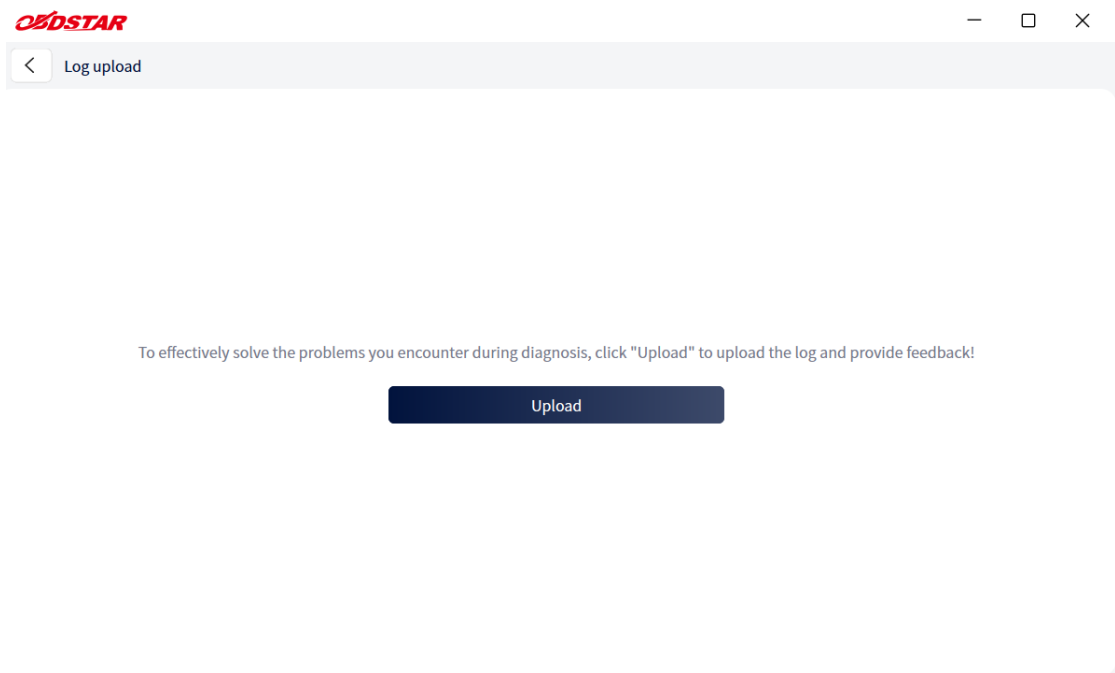 OBDSTAR
Log upload
To effectively solve the problems you encounter during diagnosis, click "Upload" to upload the log and provide feedback!
Upload